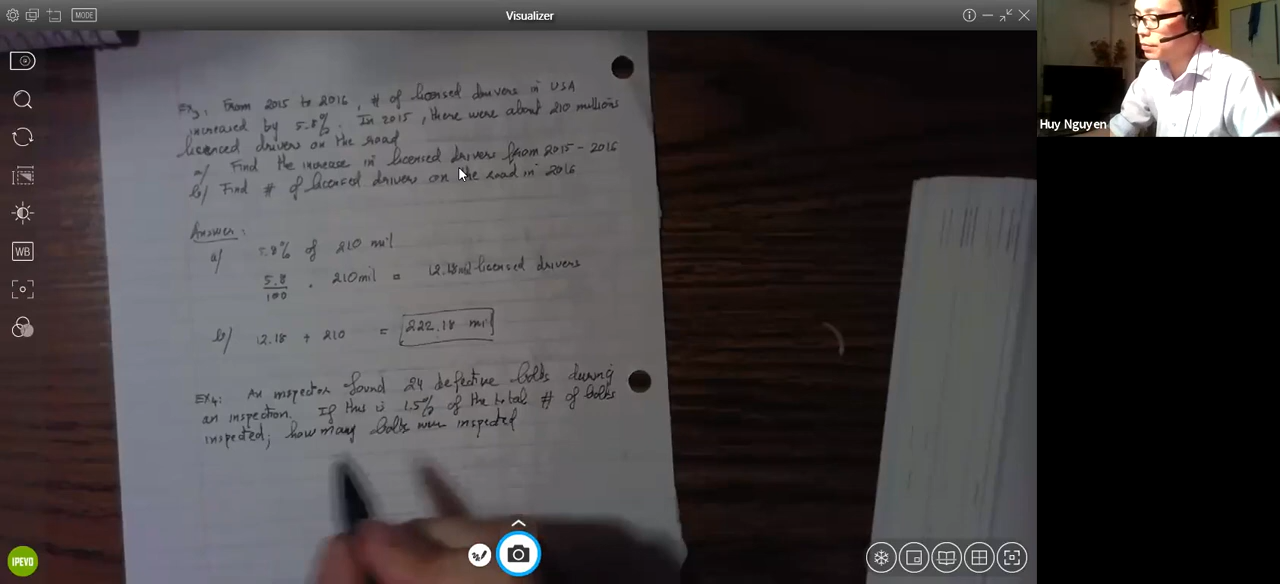 MODE
Visualizer
Huy Nguyen
WB
EX3: From 2015 to 2016, # of licensed drivers in USA
increased by 5.8%. In 2015, there were about 210 millions
licensed drivers on the road
a/ Find the increase in licensed drivers from 2015-2016
b/ Find # of licensed drivers on the road in 2016
Answer:
a/ 5.8% of 210 mil
5.8/100 . 210mil = 12.18mil licensed drivers
b/ 12.18 + 210 = 222.18 mil
EX4: An inspector found 24 defective bolts during
an inspection. If this is 1.5% of the total # of bolts
inspected, how many bolts were inspected
IPEVO